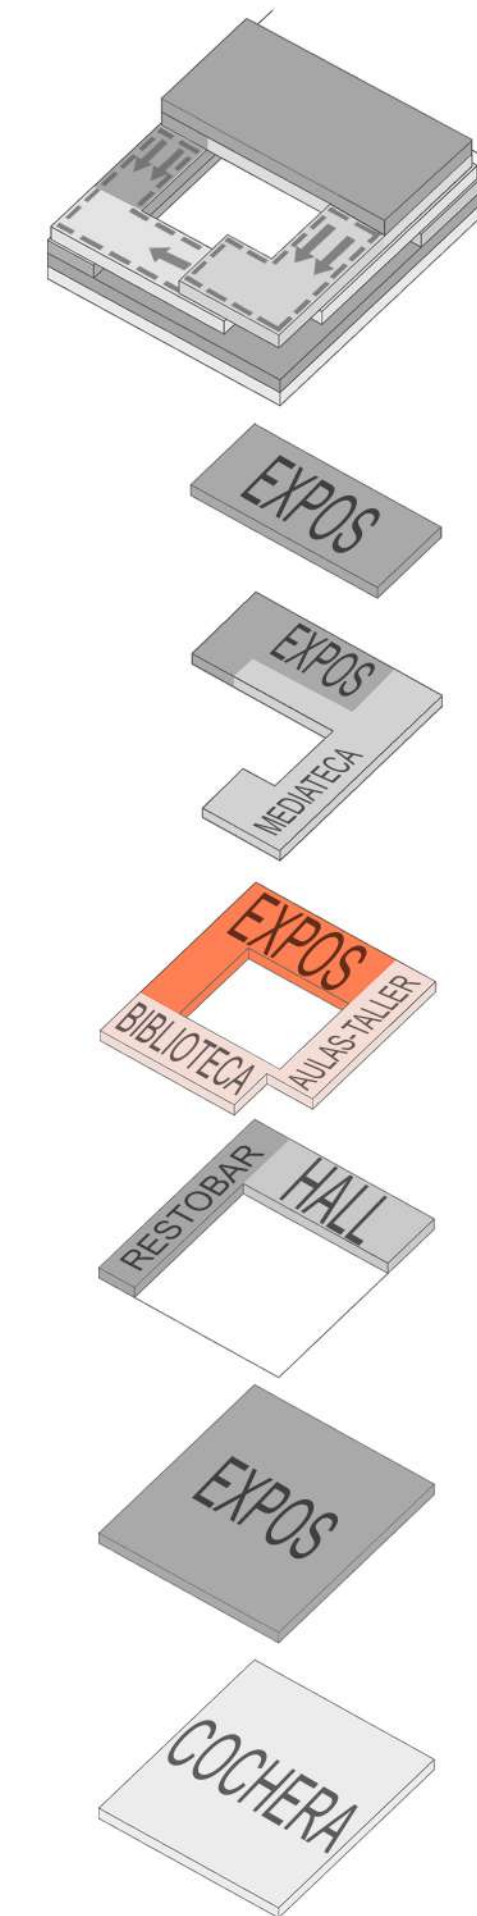 EXPOS
EXPOS
MEDIATECA
EXPOS
BIBLIOTECA
AULAS-TALLER
RESTOBAR
HALL
EXPOS
COCHERA